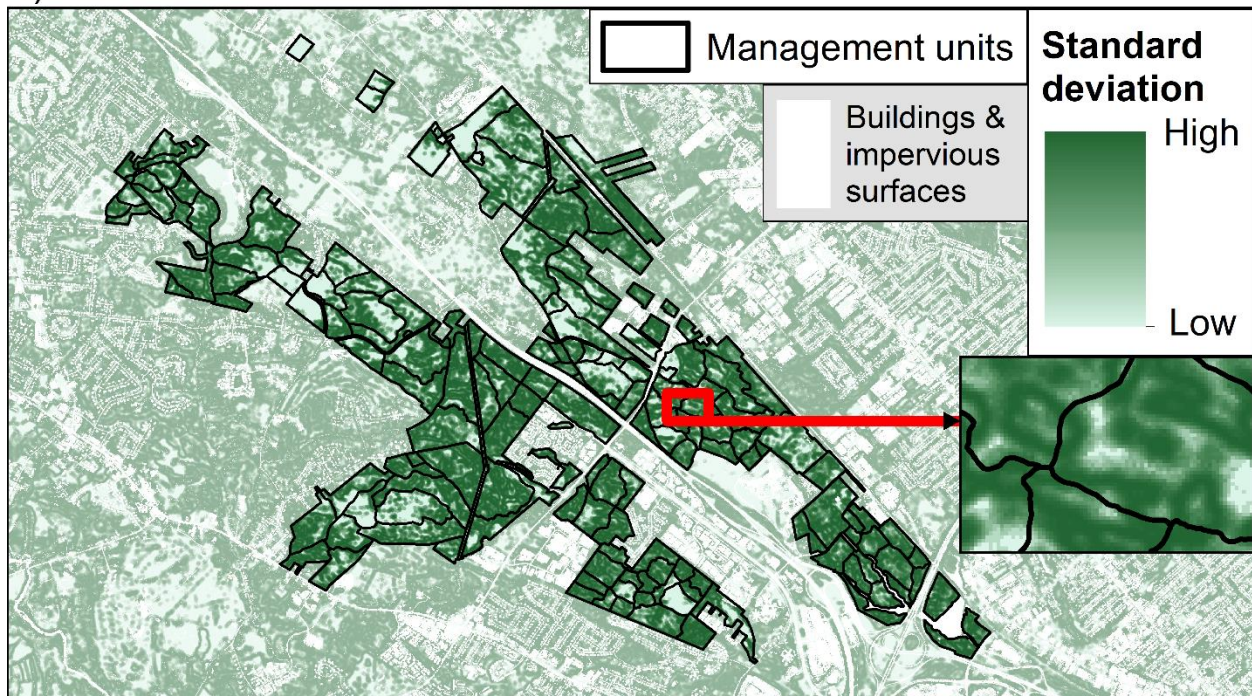 Management units
Buildings &
impervious
surfaces
Standard
deviation
High
Low